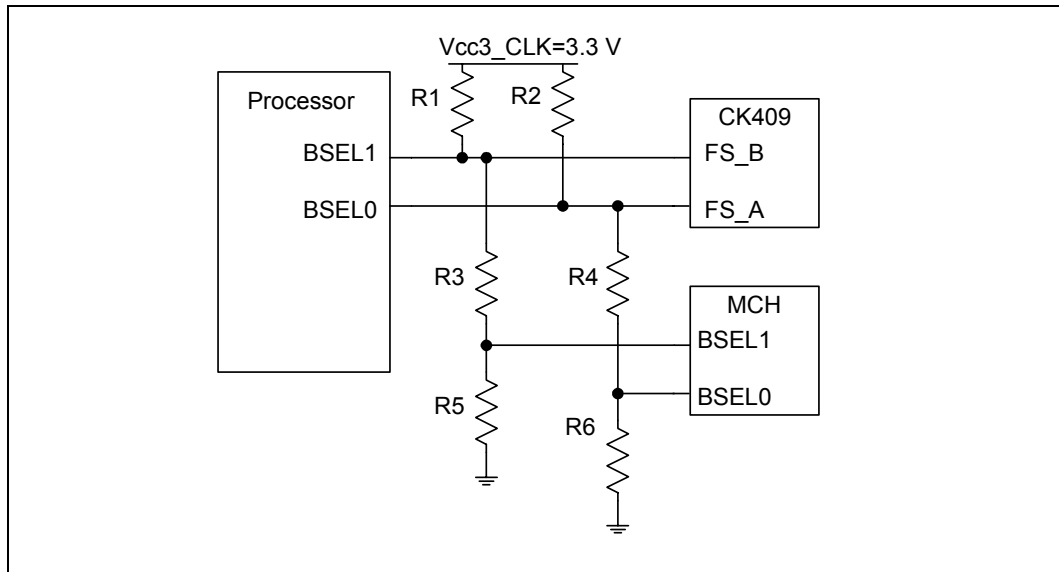 Vcc3_CLK=3.3 V
Processor
R1
R2
CK409
BSEL1
FS_B
BSEL0
FS_A
R3
R4
MCH
BSEL1
R5
BSEL0
R6